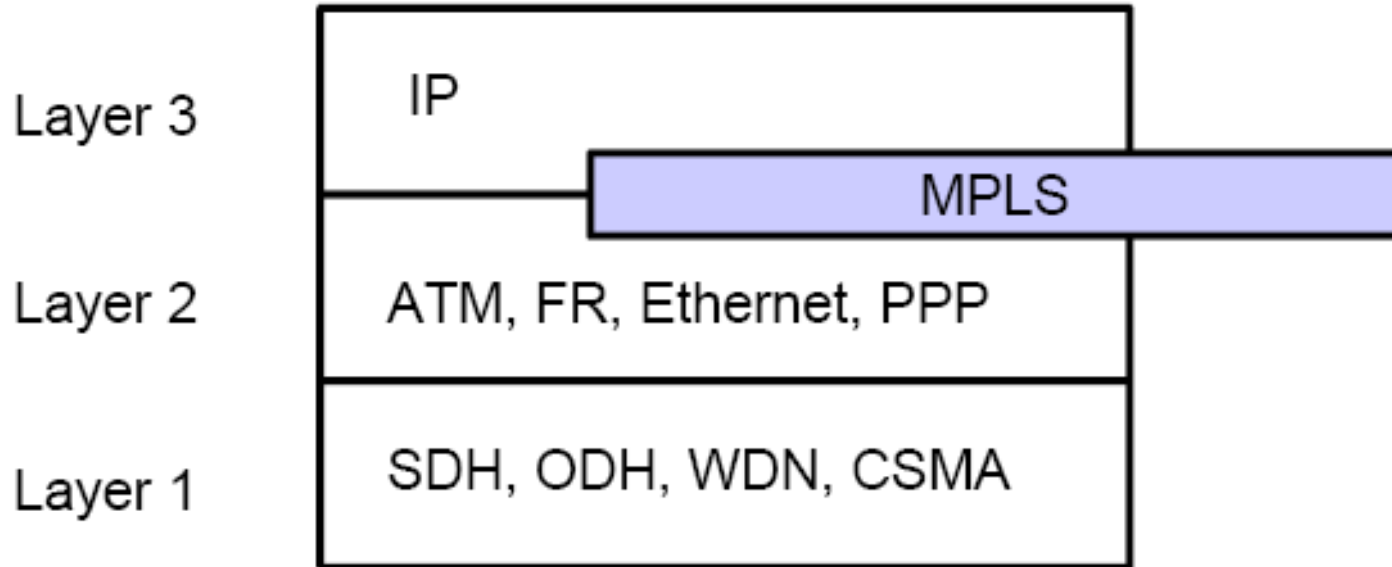 Layer 3
IP
MPLS
Layer 2
ATM, FR, Ethernet, PPP
Layer 1
SDH, ODH, WDN, CSMA